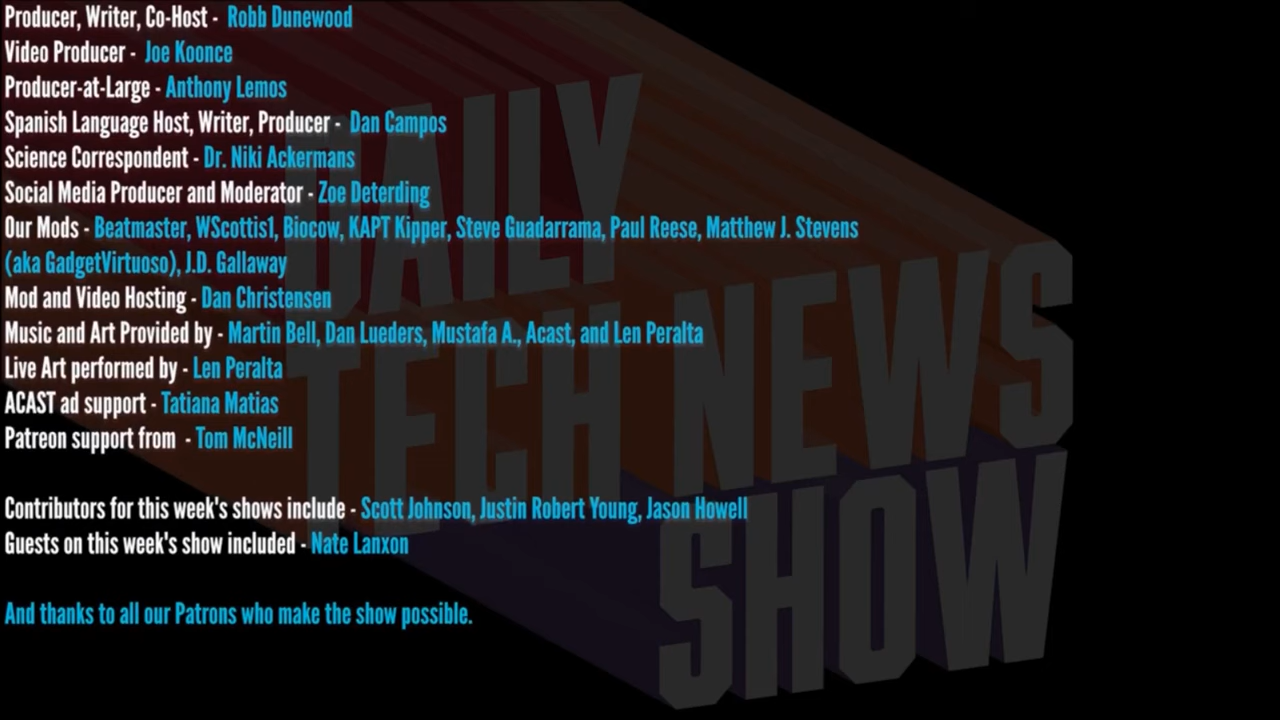 Producer, Writer, Co-Host - Robb Dunewood
Video Producer - Joe Koonce
Producer-at-Large - Anthony Lemos
Spanish Language Host, Writer, Producer - Dan Campos
Science Correspondent - Dr. Niki Ackermans
Social Media Producer and Moderator - Zoe Deterding
Our Mods - Beatmaster, WScottis1, Biocow, KAPT Kipper, Steve Guadarrama, Paul Reese, Matthew J. Stevens
(aka GadgetVirtuoso), J.D. Gallaway
Mod and Video Hosting - Dan Christensen
Music and Art Provided by - Martin Bell, Dan Lueders, Mustafa A., Acast, and Len Peralta
Live Art performed by - Len Peralta
ACAST ad support - Tatiana Matias
Patreon support from - Tom McNeill
Contributors for this week's shows include - Scott Johnson, Justin Robert Young, Jason Howell
Guests on this week's show included - Nate Lanxon
And thanks to all our Patrons who make the show possible.
DAILY
TECH NEWS
SHOW